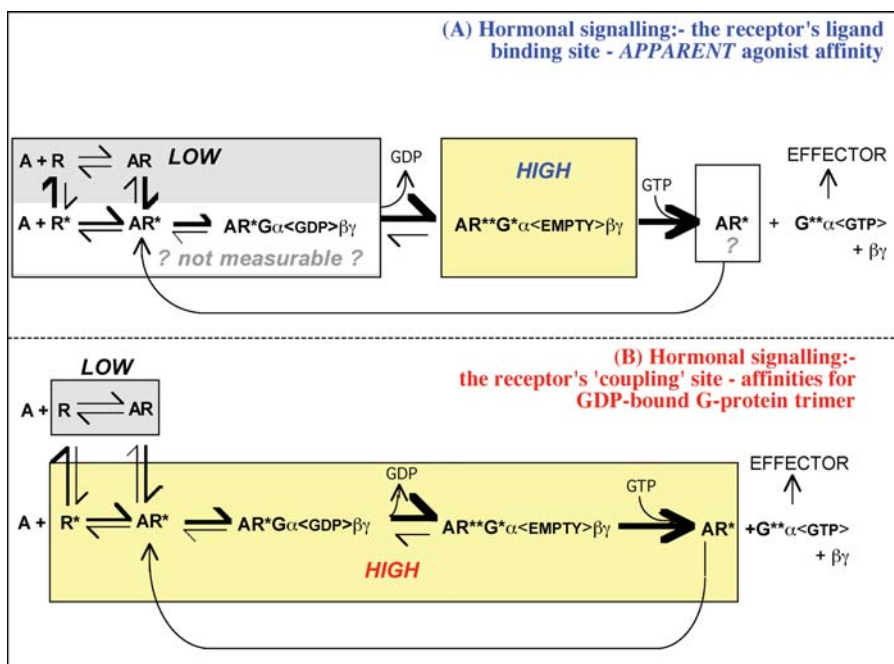 (A) Hormonal signalling:- the receptor's ligand
binding site - APPARENT agonist affinity
GDP
A + R AR LOW
HIGH
GTP
EFFECTOR
A + R* AR* AR*Gα<GDP>βγ AR**G*α<EMPTY>βγ AR* + G**α<GTP>
? not measurable ? ? + βγ
(B) Hormonal signalling:-
the receptor's 'coupling' site - affinities for
GDP-bound G-protein trimer
LOW
A + R AR
GDP
GTP
EFFECTOR
A + R* AR* AR*Gα<GDP>βγ AR**G*α<EMPTY>βγ AR* +G**α<GTP>
+ βγ
HIGH